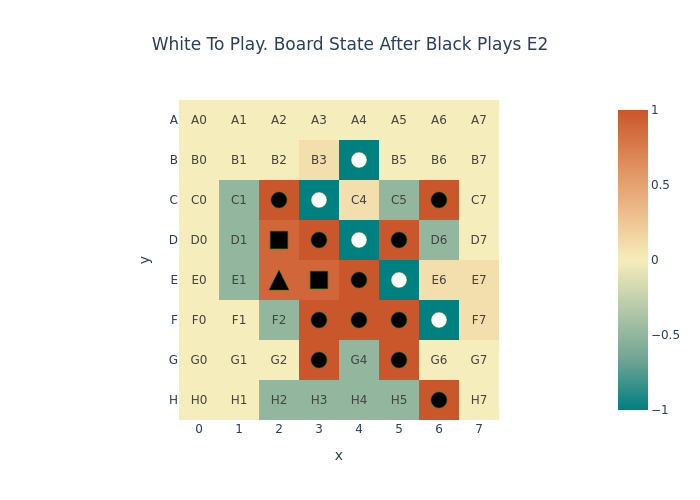 White To Play. Board State After Black Plays E2
A A0 A1 A2 A3 A4 A5 A6 A7 1
B B0 B1 B2 B3 B5 B6 B7
C C0 C1 C4 C5 C7 0.5
D D0 D1 D6 D7
y 0
E E0 E1 E6 E7
F F0 F1 F2 F7 −0.5
G G0 G1 G2 G4 G6 G7
H H0 H1 H2 H3 H4 H5 H7 −1
0 1 2 3 4 5 6 7
x